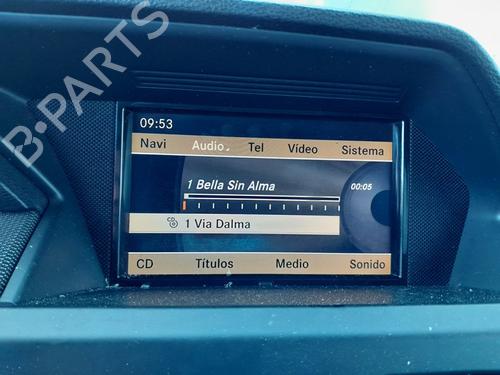 B-PARTS
09:53
Navi Audio Tel Vídeo Sistema
1 Bella Sin Alma 00:05
CD 1 Via Dalma
CD Títulos Medio Sonido